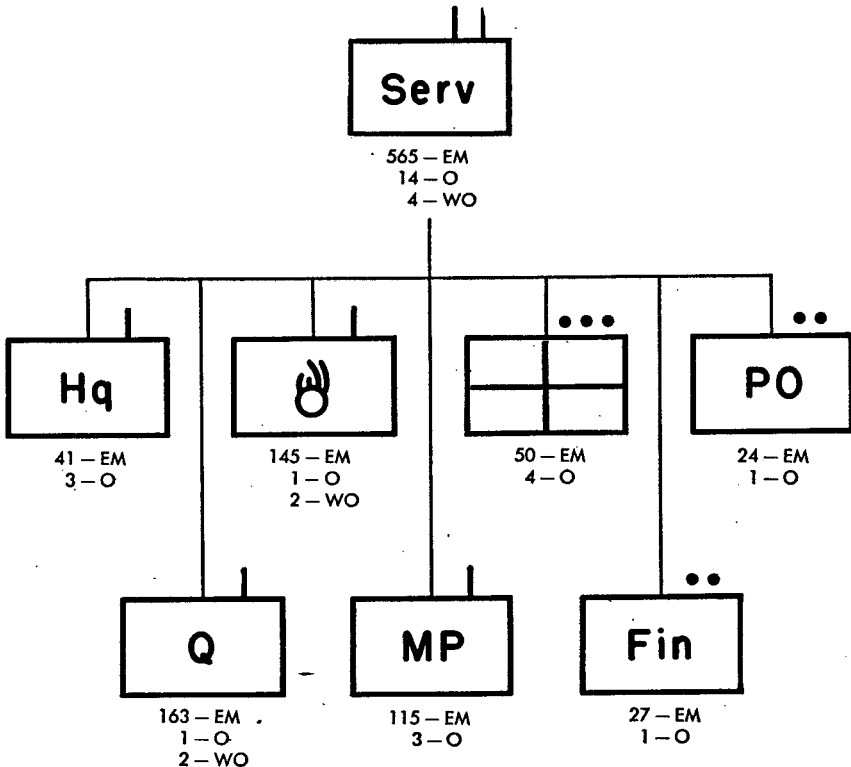 Serv
565 — EM
14 — O
4 — WO
Hq
41 — EM
3 — O
145 — EM
1 — O
2 — WO
50 — EM
4 — O
PO
24 — EM
1 — O
Q
163 — EM
1 — O
2 — WO
MP
115 — EM
3 — O
Fin
27 — EM
1 — O